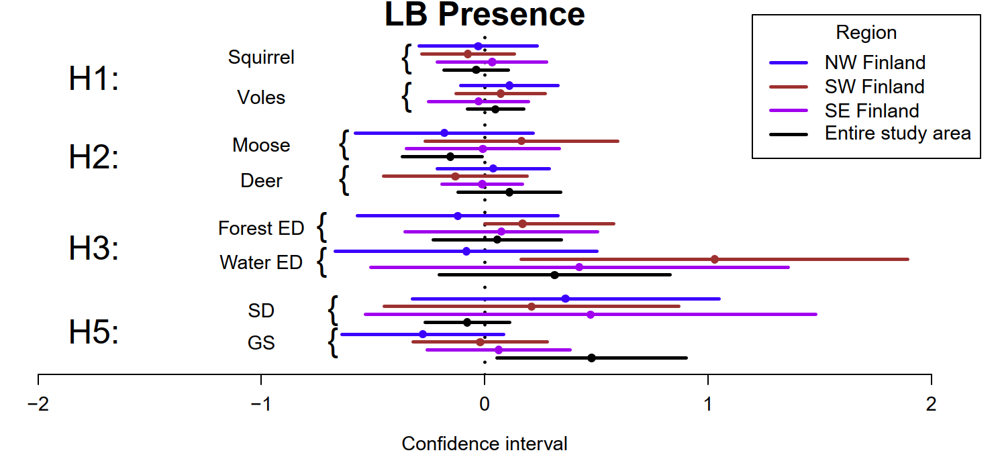 LB Presence
Region
NW Finland
SW Finland
SE Finland
Entire study area
H1:
Squirrel {
Voles {
H2:
Moose {
Deer {
H3:
Forest ED {
Water ED {
H5:
SD {
GS {
−2 −1 0 1 2
Confidence interval